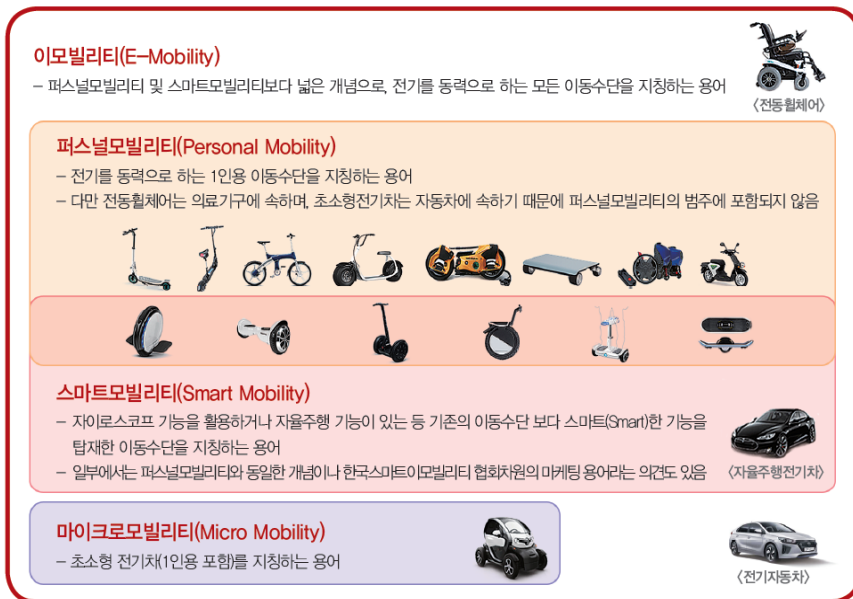 이모빌리티(E-Mobility)
– 퍼스널모빌리티 및 스마트모빌리티보다 넓은 개념으로, 전기를 동력으로 하는 모든 이동수단을 지칭하는 용어
〈전동휠체어〉
퍼스널모빌리티(Personal Mobility)
– 전기를 동력으로 하는 1인용 이동수단을 지칭하는 용어
– 다만 전동휠체어는 의료기구에 속하며, 초소형전기차는 자동차에 속하기 때문에 퍼스널모빌리티의 범주에 포함되지 않음
스마트모빌리티(Smart Mobility)
– 자이로스코프 기능을 활용하거나 자율주행 기능이 있는 등 기존의 이동수단 보다 스마트(Smart)한 기능을
탑재한 이동수단을 지칭하는 용어
– 일부에서는 퍼스널모빌리티와 동일한 개념이나 한국스마트이모빌리티 협회차원의 마케팅 용어라는 의견도 있음
〈자율주행전기차〉
마이크로모빌리티(Micro Mobility)
– 초소형 전기차(1인용 포함)를 지칭하는 용어
〈전기자동차〉